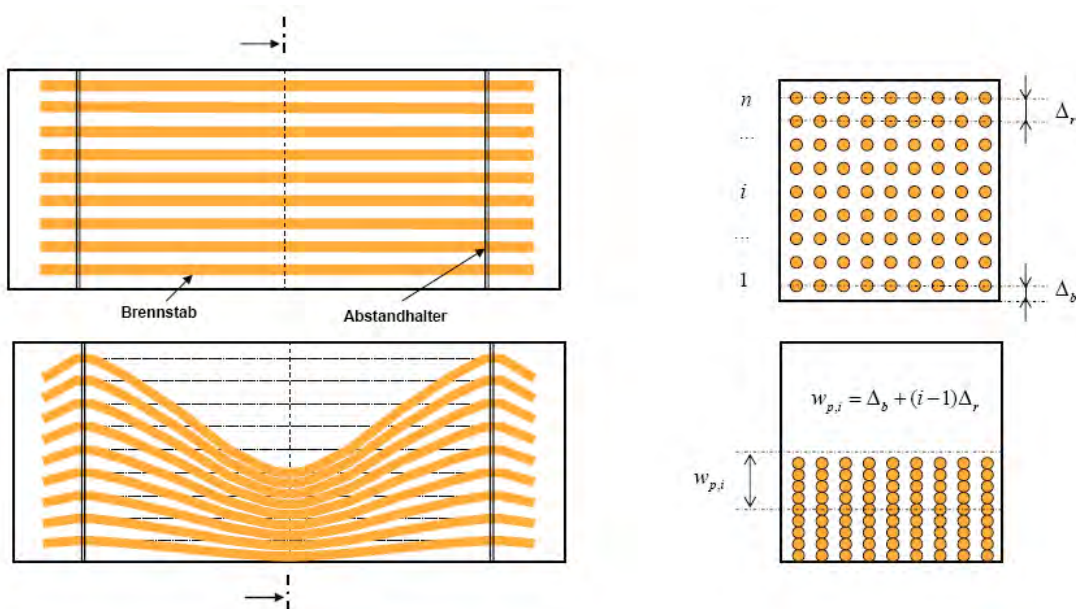 n
Δr
...
i
...
1
Δb
Brennstab
Abstandhalter
w_{p,i} = Δ_b + (i−1)Δ_r
w_{p,i}